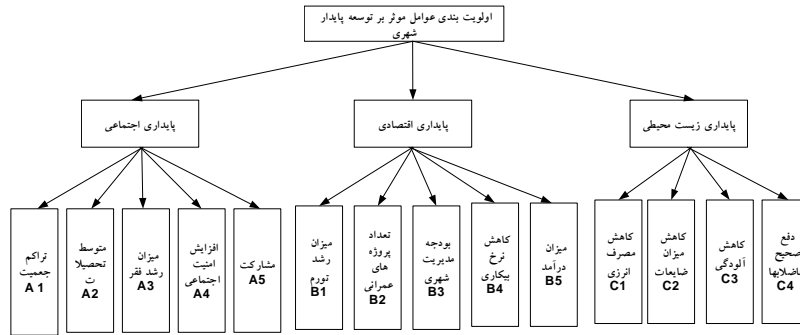 اولویت بندی عوامل موثر بر توسعه پایدار
شهری
پایداری زیست محیطی
پایداری اقتصادی
پایداری اجتماعی
دفع
صحیح
فاضلابها
C4
کاهش
آلودگی
C3
کاهش
میزان
ضایعات
C2
کاهش
مصرف
انرزی
C1
میزان
درآمد
B5
کاهش
نرخ
بیکاری
B4
بودجه
مدیریت
شهری
B3
تعداد
پروژه
های
عمرانی
B2
میزان
رشد
تورم
B1
مشارکت
A5
افزایش
امنیت
اجتماعی
A4
میزان
رشد فقر
A3
متوسط
تحصیلا
ت
A2
تراکم
جمعیت
A 1